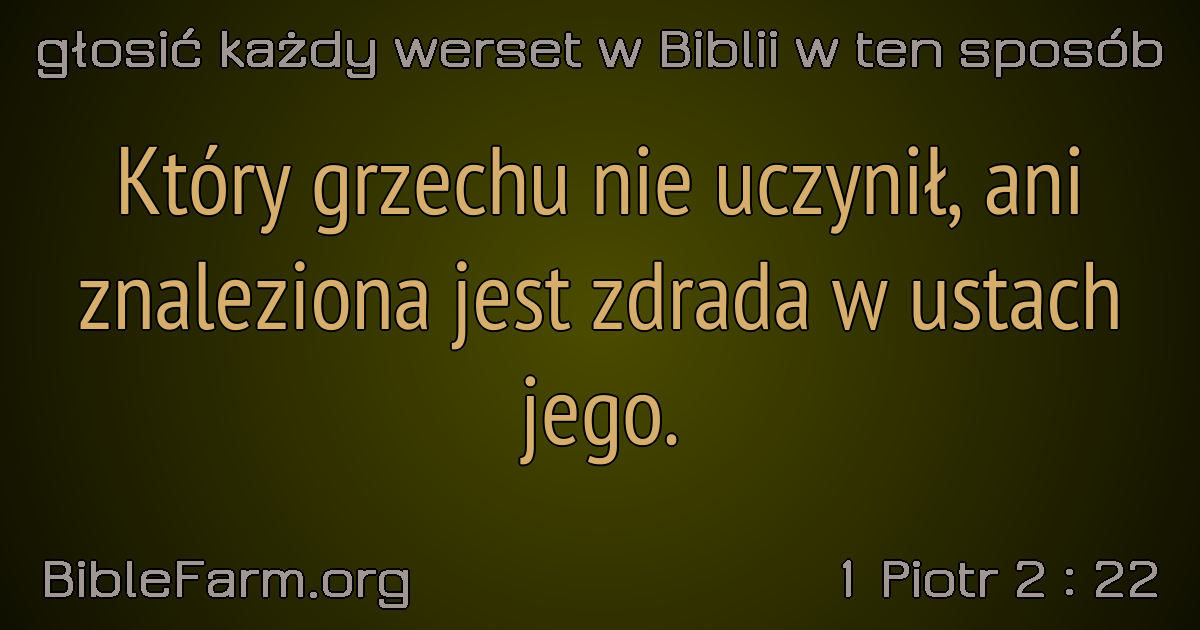 głosić każdy werset w Biblii w ten sposób
Który grzechu nie uczynił, ani
znaleziona jest zdrada w ustach
jego.
BibleFarm.org
1 Piotr 2 : 22